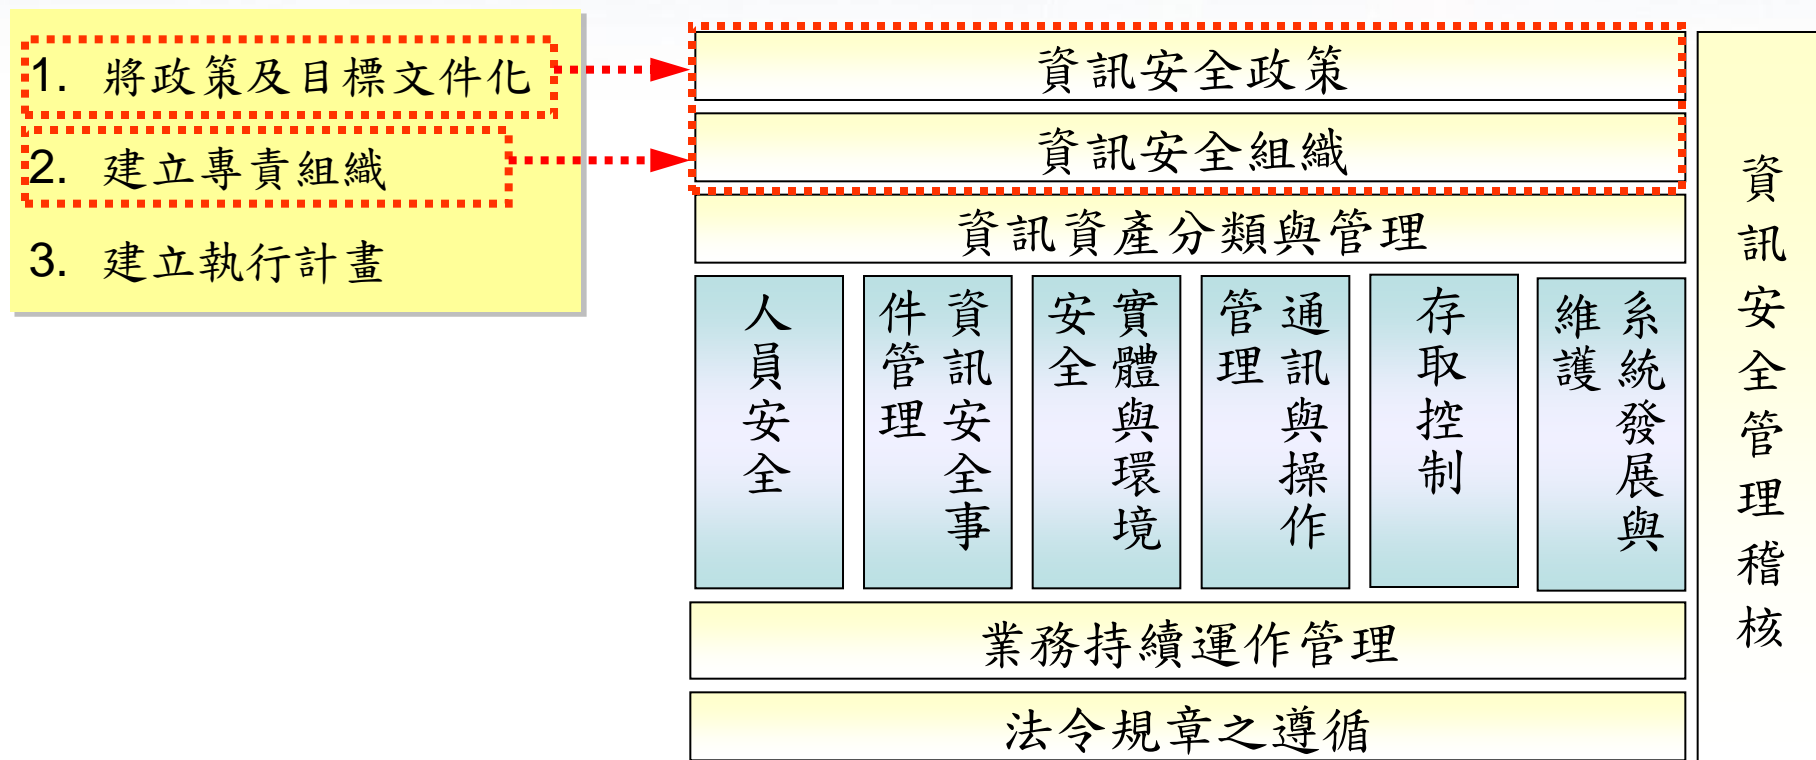 1. 將政策及目標文件化
2. 建立專責組織
3. 建立執行計畫
資訊安全政策
資訊安全組織
資訊資產分類與管理
人員安全
資訊安全事
件管理
實體與環境
安全
通訊與操作
管理
存取控制
系統發展與
維護
業務持續運作管理
法令規章之遵循
資訊安全管理稽核